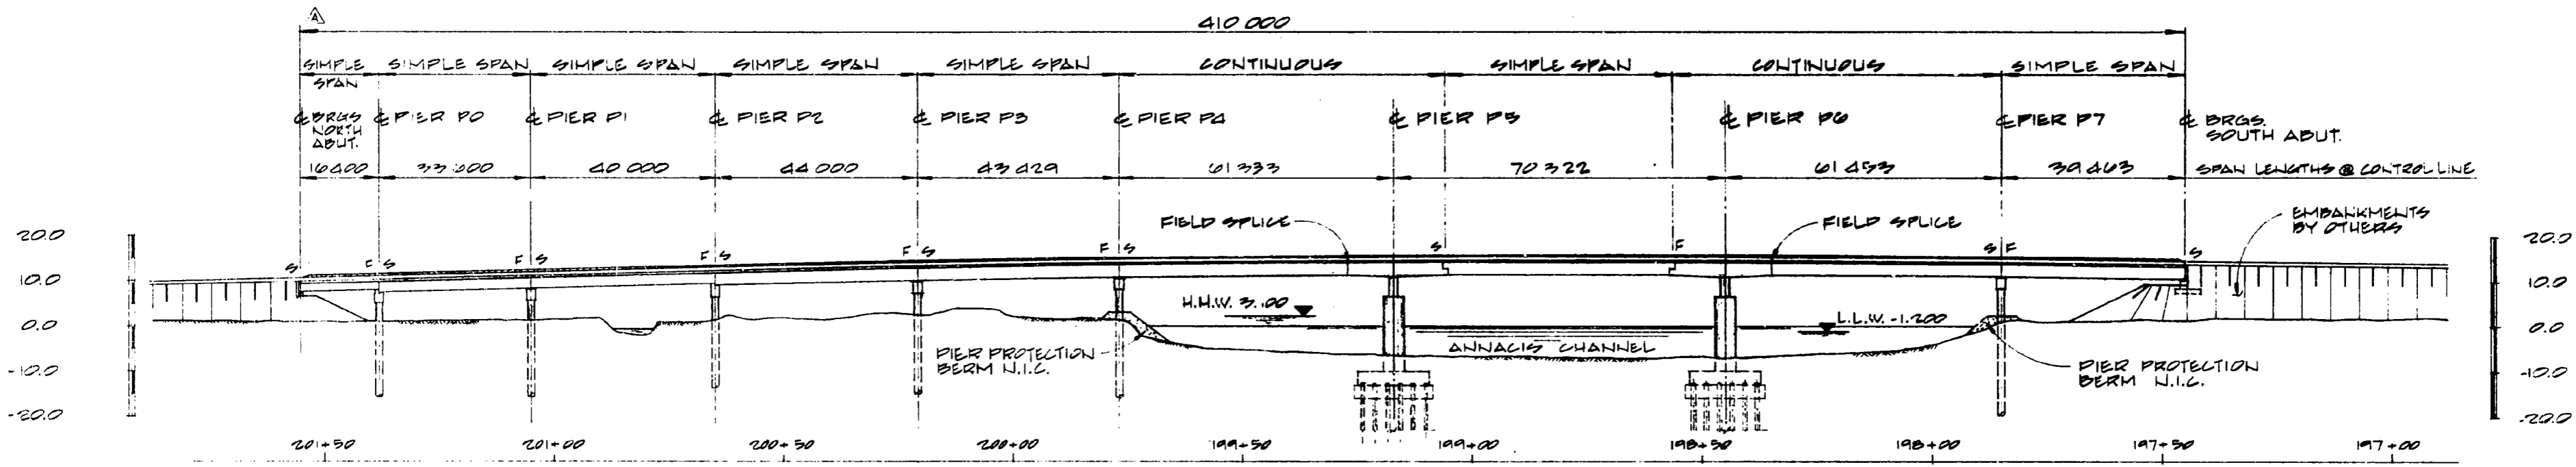 A
410 000
SIMPLE SPAN SIMPLE SPAN SIMPLE SPAN SIMPLE SPAN SIMPLE SPAN CONTINUOUS SIMPLE SPAN CONTINUOUS SIMPLE SPAN
℄ BRGS NORTH ABUT. ℄ PIER P0 ℄ PIER P1 ℄ PIER P2 ℄ PIER P3 ℄ PIER P4 ℄ PIER P5 ℄ PIER P6 ℄ PIER P7 ℄ BRGS. SOUTH ABUT.
16400 33 600 40 000 44 000 43 429 61 333 70 322 61 453 39 463 SPAN LENGTHS @ CONTROL LINE
FIELD SPLICE FIELD SPLICE
EMBANKMENTS
BY OTHERS
20.0 20.0
S F S F S F S F S F S S F S F S
10.0 10.0
H.H.W. 3.00
L.L.W. -1.200
0.0 0.0
ANNACIS CHANNEL
PIER PROTECTION
BERM N.I.C.
PIER PROTECTION
BERM N.I.C.
-10.0 -10.0
-20.0 -20.0
201+50 201+00 200+50 200+00 199+50 199+00 198+50 198+00 197+50 197+00